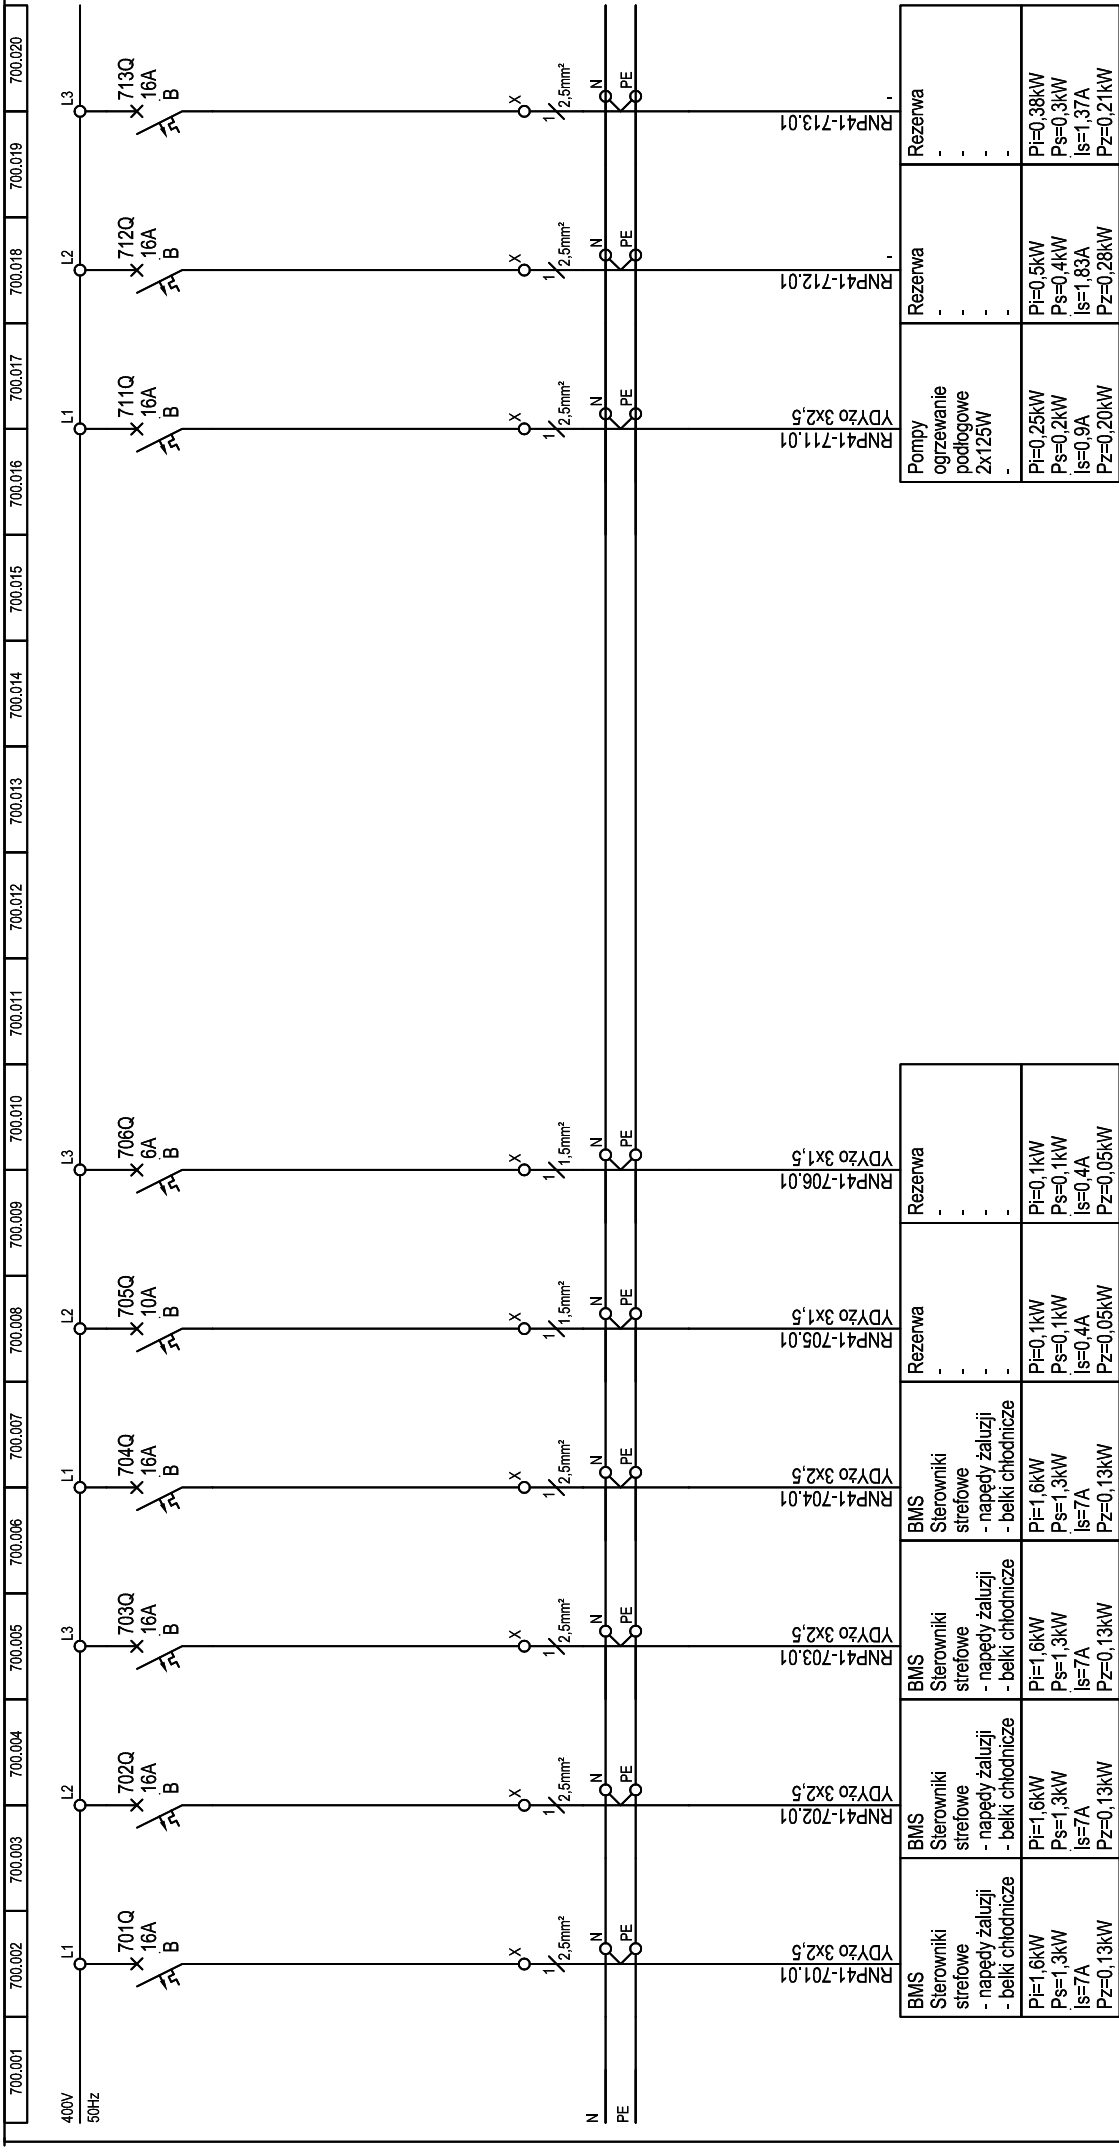 700.001 700.002 700.003 700.004 700.005 700.006 700.007 700.008 700.009 700.010 700.011 700.012 700.013 700.014 700.015 700.016 700.017 700.018 700.019 700.020
400V
50Hz
L1 L2 L3 L1 L2 L3 L1 L2 L3
701Q
16A
B
702Q
16A
B
703Q
16A
B
704Q
16A
B
705Q
10A
B
706Q
6A
B
711Q
16A
B
712Q
16A
B
713Q
16A
B
X X X X X X X X X
1 2,5mm²
1 2,5mm²
1 2,5mm²
1 2,5mm²
1 1,5mm²
1 1,5mm²
1 2,5mm²
1 2,5mm²
1 2,5mm²
N N N N N N N N N N
PE PE PE PE PE PE PE PE PE PE
RNP41-701.01
YDYżo 3x2,5
RNP41-702.01
YDYżo 3x2,5
RNP41-703.01
YDYżo 3x2,5
RNP41-704.01
YDYżo 3x2,5
RNP41-705.01
YDYżo 3x1,5
RNP41-706.01
YDYżo 3x1,5
RNP41-711.01
YDYżo 3x2,5
RNP41-712.01
-
RNP41-713.01
-
BMS
Sterowniki
strefowe
- napędy żaluzji
- belki chłodnicze
Pi=1,6kW
Ps=1,3kW
Is=7A
Pz=0,13kW
BMS
Sterowniki
strefowe
- napędy żaluzji
- belki chłodnicze
Pi=1,6kW
Ps=1,3kW
Is=7A
Pz=0,13kW
BMS
Sterowniki
strefowe
- napędy żaluzji
- belki chłodnicze
Pi=1,6kW
Ps=1,3kW
Is=7A
Pz=0,13kW
BMS
Sterowniki
strefowe
- napędy żaluzji
- belki chłodnicze
Pi=1,6kW
Ps=1,3kW
Is=7A
Pz=0,13kW
Rezerwa
-
-
-
-
Pi=0,1kW
Ps=0,1kW
Is=0,4A
Pz=0,05kW
Rezerwa
-
-
-
-
Pi=0,1kW
Ps=0,1kW
Is=0,4A
Pz=0,05kW
Pompy
ogrzewanie
podłogowe
2x125W
-
Pi=0,25kW
Ps=0,2kW
Is=0,9A
Pz=0,20kW
Rezerwa
-
-
-
-
Pi=0,5kW
Ps=0,4kW
Is=1,83A
Pz=0,28kW
Rezerwa
-
-
-
-
Pi=0,38kW
Ps=0,3kW
Is=1,37A
Pz=0,21kW